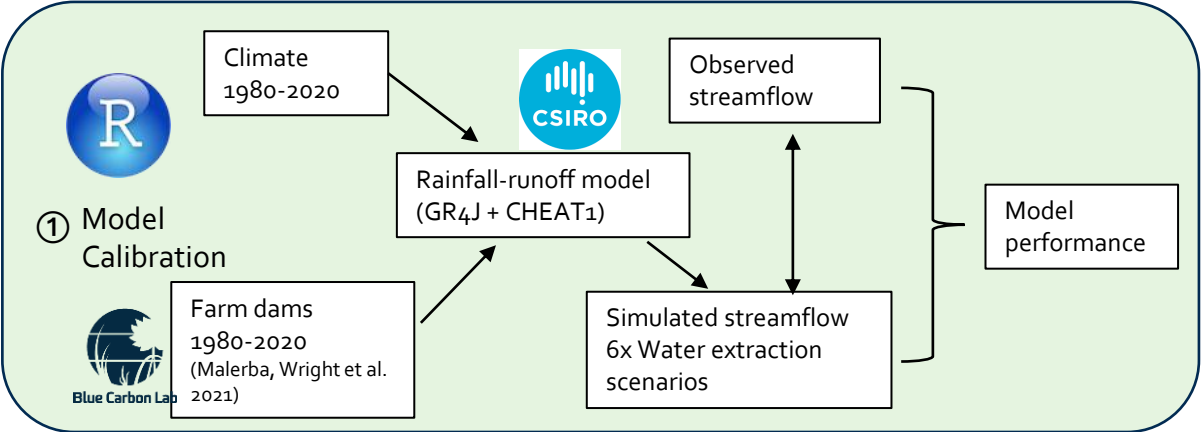 Climate
1980-2020
R
CSIRO
Observed
streamflow
Rainfall-runoff model
(GR4J + CHEAT1)
① Model
Calibration
Model
performance
Farm dams
1980-2020
(Malerba, Wright et al.
2021)
Blue Carbon Lab
Simulated streamflow
6x Water extraction
scenarios